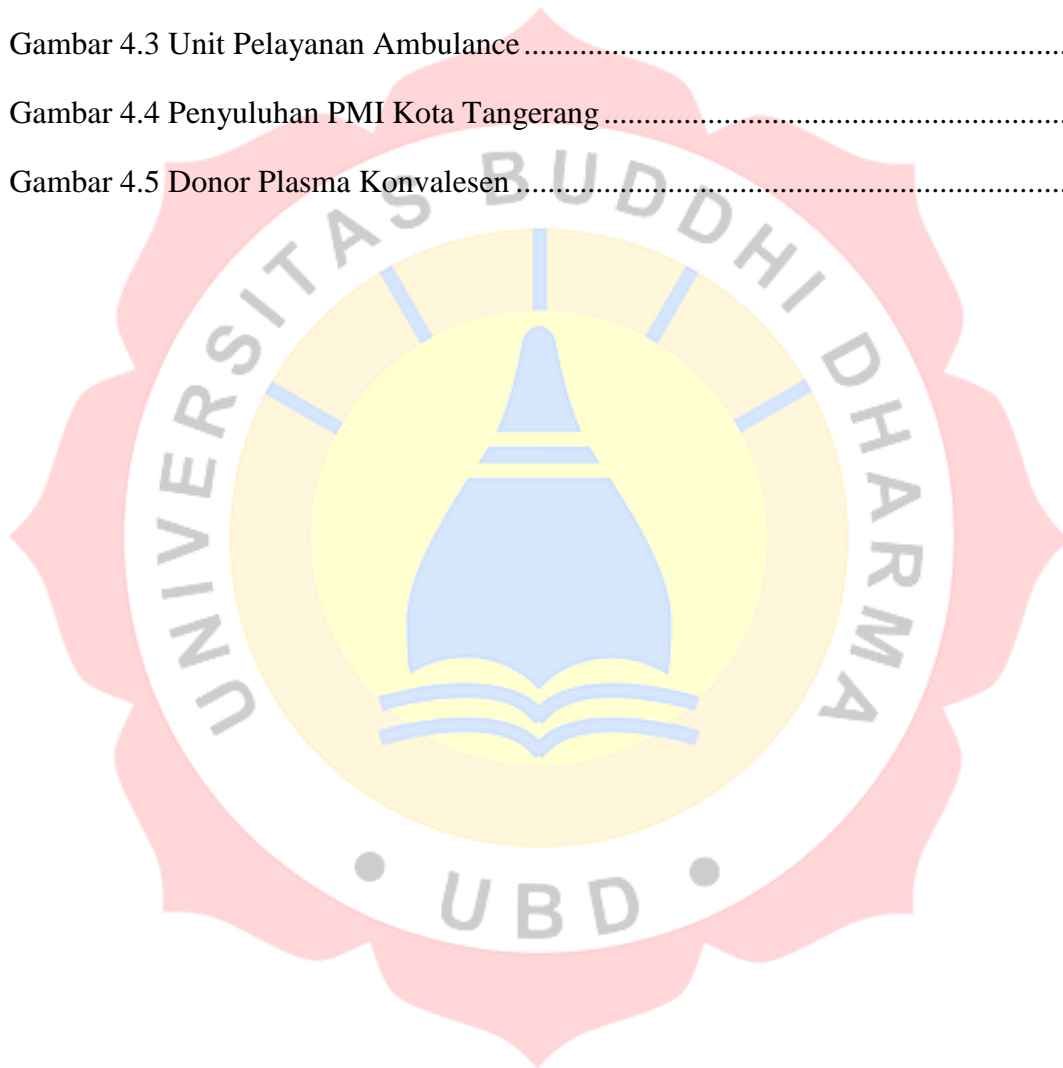 Gambar 4.3 Unit Pelayanan Ambulance....................................................................
Gambar 4.4 Penyuluhan PMI Kota Tangerang..........................................................
Gambar 4.5 Donor Plasma Konvalesen.....................................................................
UNIVERSITAS BUDDHI DHARMA
• UBD •